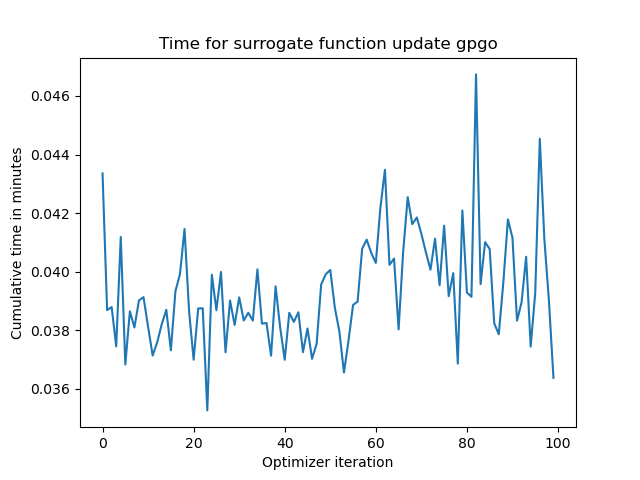 Time for surrogate function update gpgo
0.046
0.044
0.042
0.040
0.038
0.036
Cumulative time in minutes
0 20 40 60 80 100
Optimizer iteration